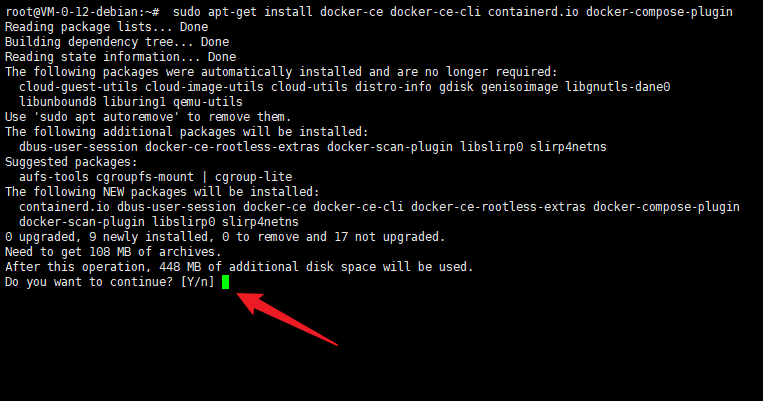 root@VM-0-12-debian:~#  sudo apt-get install docker-ce docker-ce-cli containerd.io docker-compose-plugin
Reading package lists... Done
Building dependency tree... Done
Reading state information... Done
The following packages were automatically installed and are no longer required:
  cloud-guest-utils cloud-image-utils cloud-utils distro-info gdisk genisoimage libgnutls-dane0
  libunbound8 liburing1 qemu-utils
Use 'sudo apt autoremove' to remove them.
The following additional packages will be installed:
  dbus-user-session docker-ce-rootless-extras docker-scan-plugin libslirp0 slirp4netns
Suggested packages:
  aufs-tools cgroupfs-mount | cgroup-lite
The following NEW packages will be installed:
  containerd.io dbus-user-session docker-ce docker-ce-cli docker-ce-rootless-extras docker-compose-plugin
  docker-scan-plugin libslirp0 slirp4netns
0 upgraded, 9 newly installed, 0 to remove and 17 not upgraded.
Need to get 108 MB of archives.
After this operation, 448 MB of additional disk space will be used.
Do you want to continue? [Y/n]